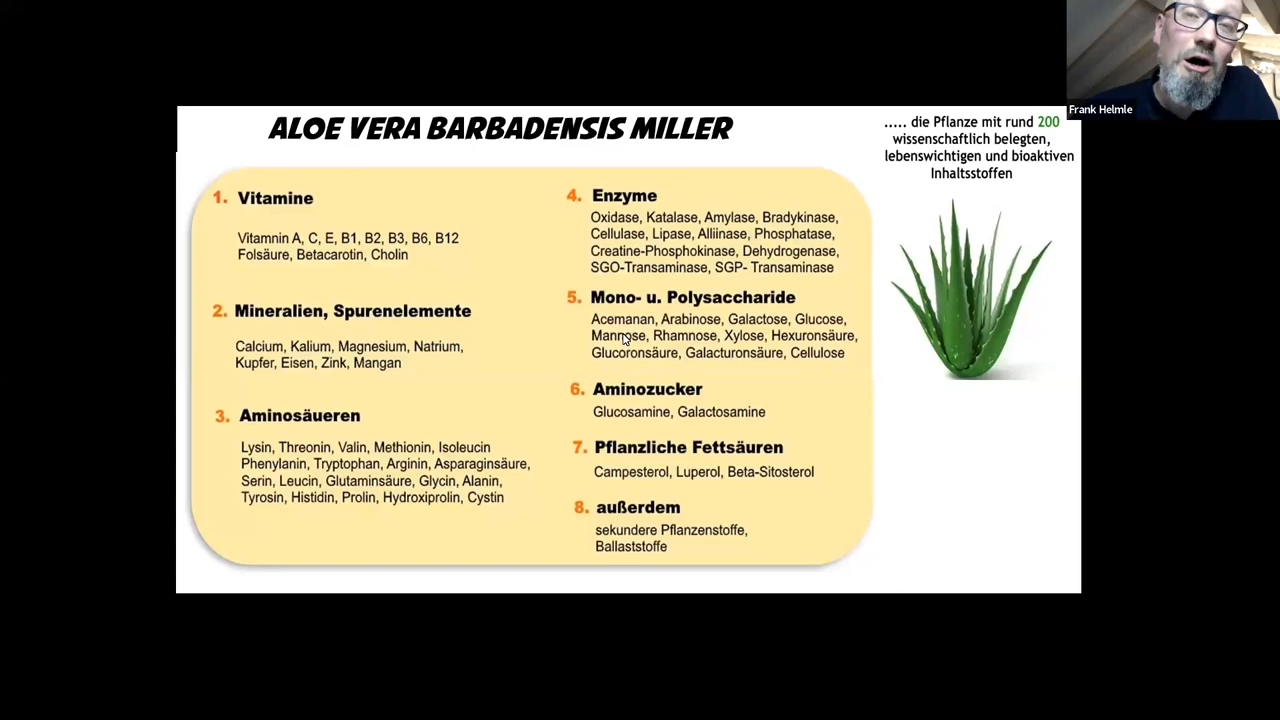 ALOE VERA BARBADENSIS MILLER
1. Vitamine
Vitamnin A, C, E, B1, B2, B3, B6, B12
Folsäure, Betacarotin, Cholin
2. Mineralien, Spurenelemente
Calcium, Kalium, Magnesium, Natrium,
Kupfer, Eisen, Zink, Mangan
3. Aminosäueren
Lysin, Threonin, Valin, Methionin, Isoleucin
Phenylanin, Tryptophan, Arginin, Asparaginsäure,
Serin, Leucin, Glutaminsäure, Glycin, Alanin,
Tyrosin, Histidin, Prolin, Hydroxiprolin, Cystin
4. Enzyme
Oxidase, Katalase, Amylase, Bradykinase,
Cellulase, Lipase, Alliinase, Phosphatase,
Creatine-Phosphokinase, Dehydrogenase,
SGO-Transaminase, SGP- Transaminase
5. Mono- u. Polysaccharide
Acemanan, Arabinose, Galactose, Glucose,
Mannose, Rhamnose, Xylose, Hexuronsäure,
Glucoronsäure, Galacturonsäure, Cellulose
6. Aminozucker
Glucosamine, Galactosamine
7. Pflanzliche Fettsäuren
Campesterol, Luperol, Beta-Sitosterol
8. außerdem
sekundere Pflanzenstoffe,
Ballaststoffe
..... die Pflanze mit rund 200
wissenschaftlich belegten,
lebenswichtigen und bioaktiven
Inhaltsstoffen
Frank Helmle